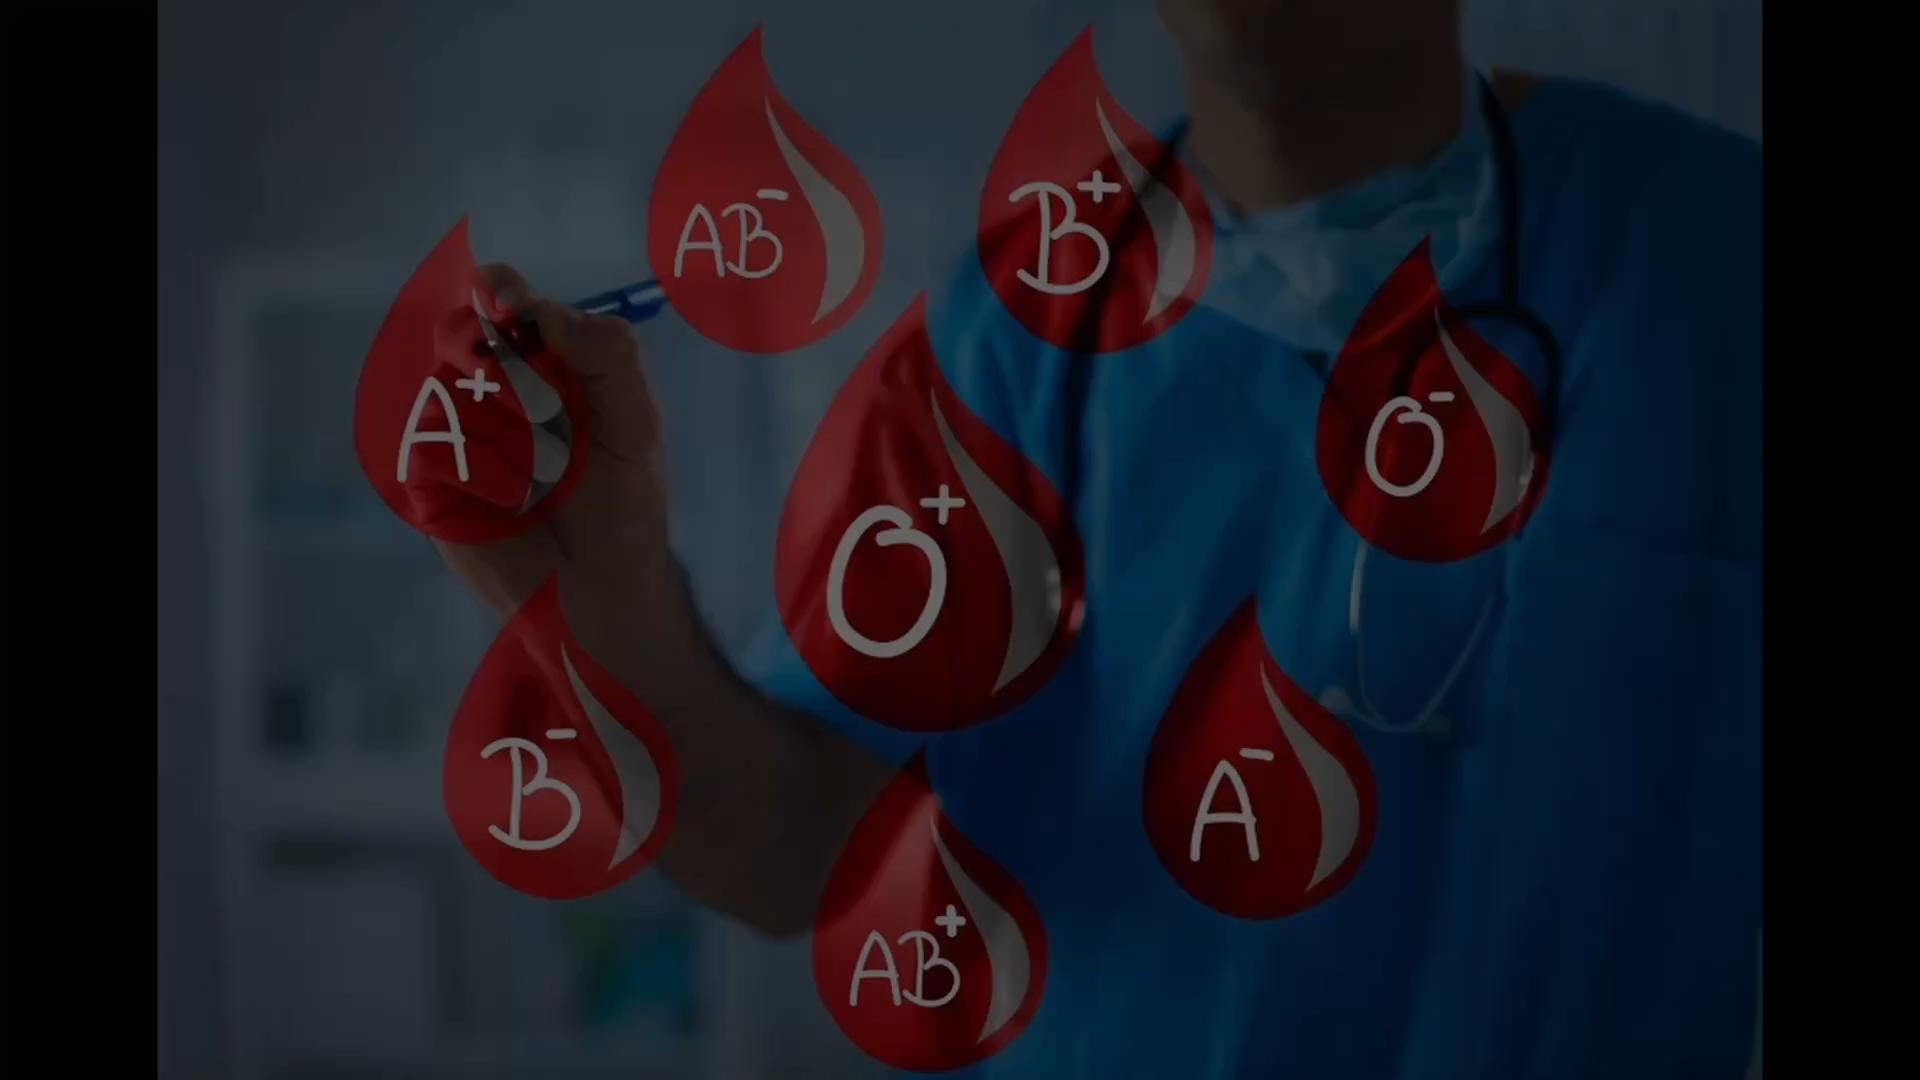 AB-
B+
A+
O-
O+
B-
A-
AB+